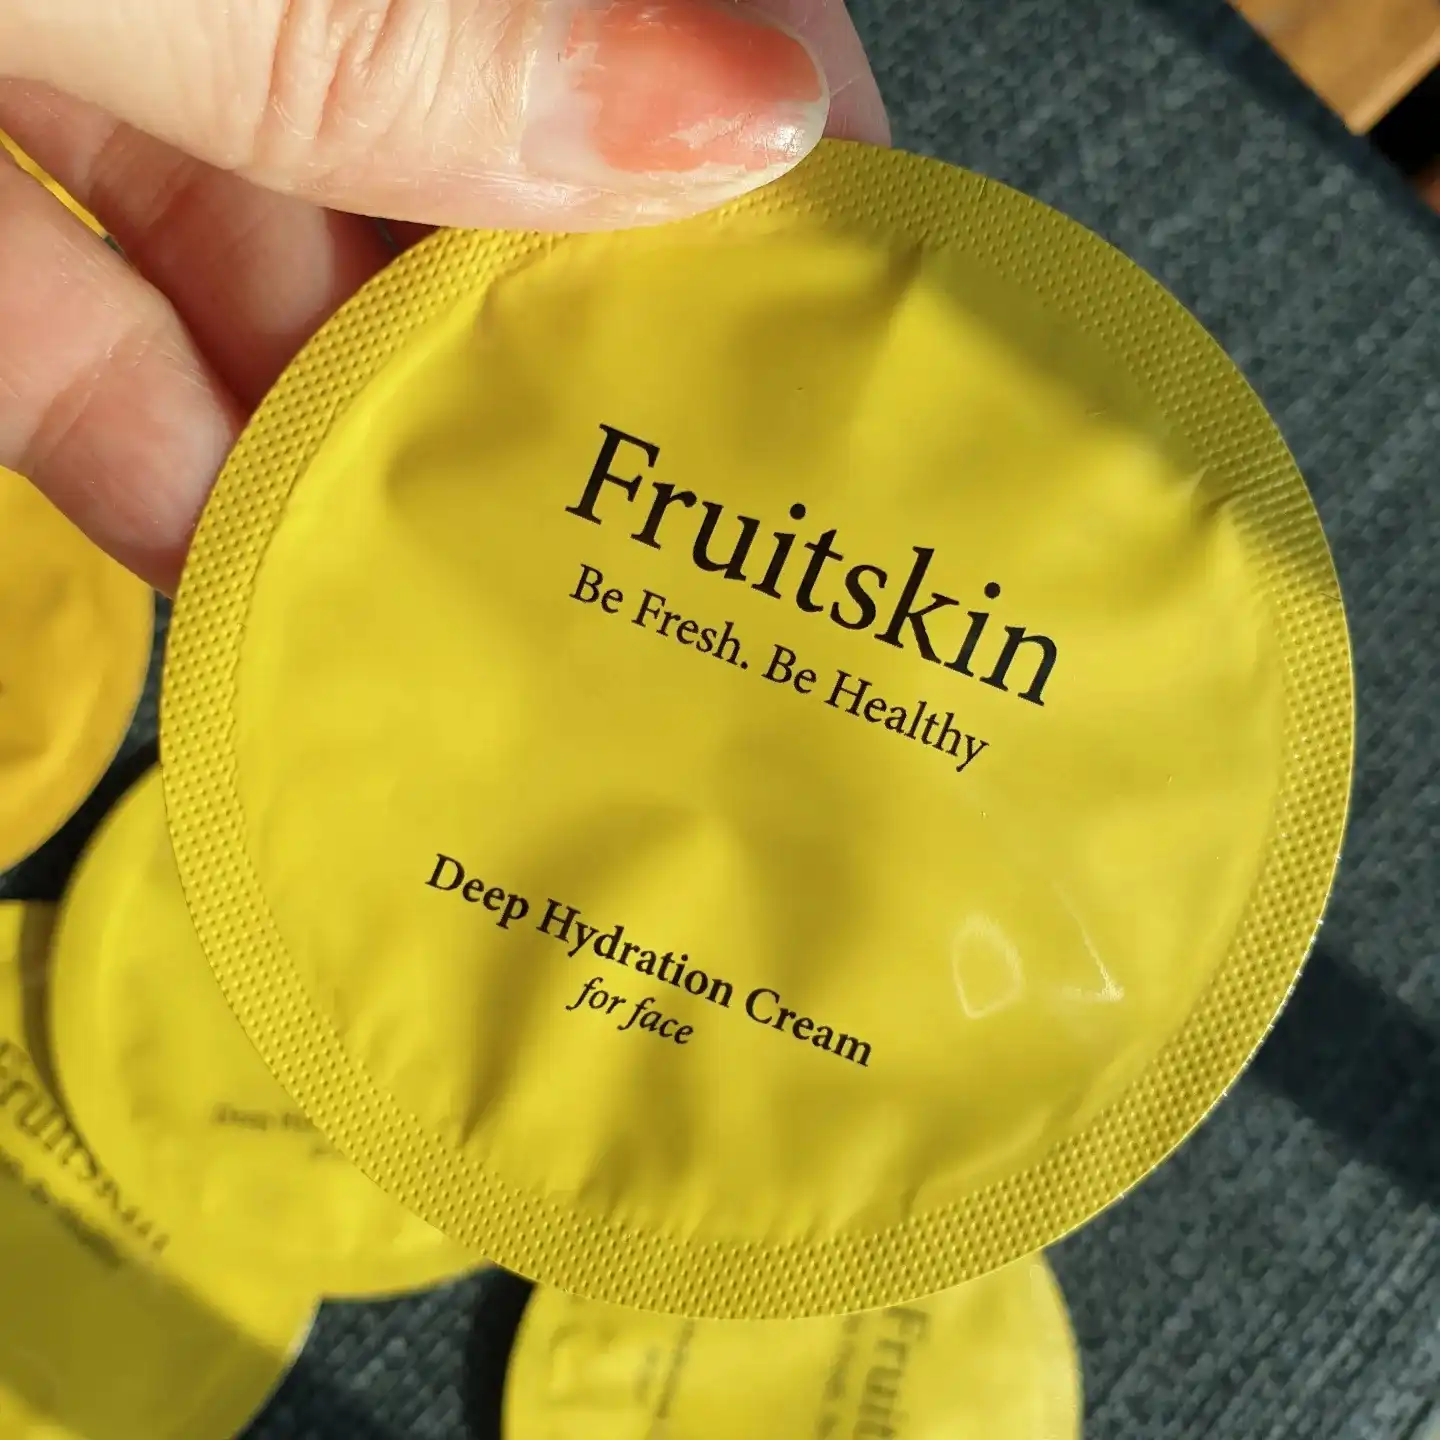 Fruitskin
Be Fresh. Be Healthy
Deep Hydration Cream
for face